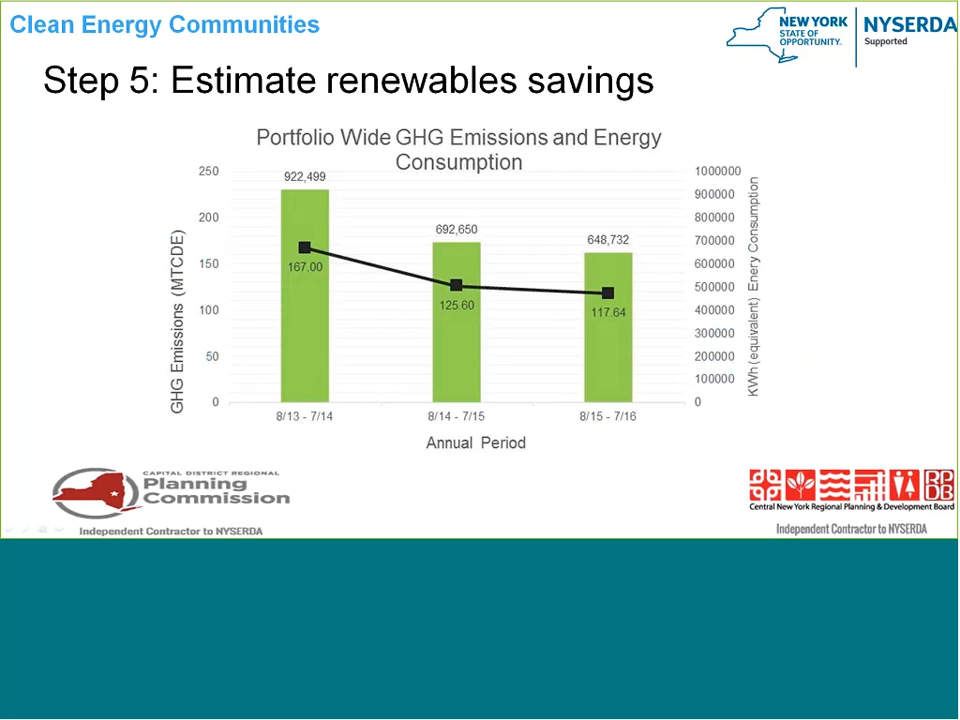 Clean Energy Communities
NEW YORK
STATE OF
OPPORTUNITY.
NYSERDA
Supported
Step 5: Estimate renewables savings
Portfolio Wide GHG Emissions and Energy
Consumption
GHG Emissions (MTCDE)
250
200
150
100
50
0
922,499
692,650
648,732
167.00
125.60
117.64
1000000
900000
800000
700000
600000
500000
400000
300000
200000
100000
0
KWh (equivalent) Enery Consumption
8/13 - 7/14
8/14 - 7/15
8/15 - 7/16
Annual Period
CAPITAL DISTRICT REGIONAL
Planning
Commission
Independent Contractor to NYSERDA
RP
DB
Central New York Regional Planning & Development Board
Independent Contractor to NYSERDA